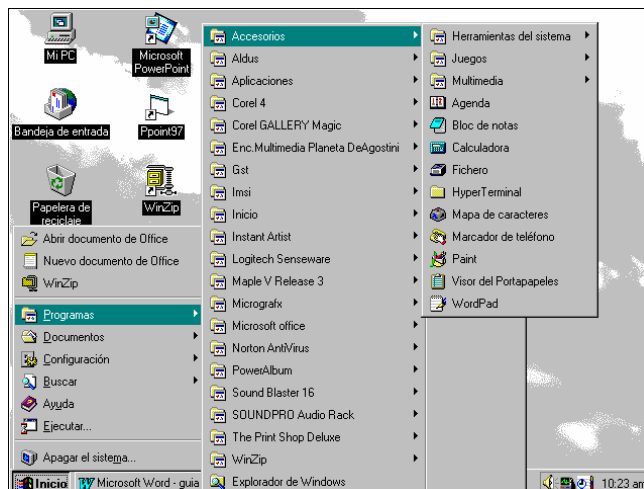 Mi PC
Microsoft
PowerPoint
Bandeja de entrada
Ppoint97
Papelera de
reciclaje
WinZip
Abrir documento de Office
Nuevo documento de Office
WinZip
Programas
Documentos
Configuración
Buscar
Ayuda
Ejecutar...
Apagar el sistema...
Accesorios
Aldus
Aplicaciones
Corel 4
Corel GALLERY Magic
Enc.Multimedia Planeta DeAgostini
Gst
Imsi
Inicio
Instant Artist
Logitech Senseware
Maple V Release 3
Micrografx
Microsoft office
Norton AntiVirus
PowerAlbum
Sound Blaster 16
SOUNDPRO Audio Rack
The Print Shop Deluxe
WinZip
Explorador de Windows
Herramientas del sistema
Juegos
Multimedia
Agenda
Bloc de notas
Calculadora
Fichero
HyperTerminal
Mapa de caracteres
Marcador de teléfono
Paint
Visor del Portapapeles
WordPad
Inicio
Microsoft Word - guia
10:23 am